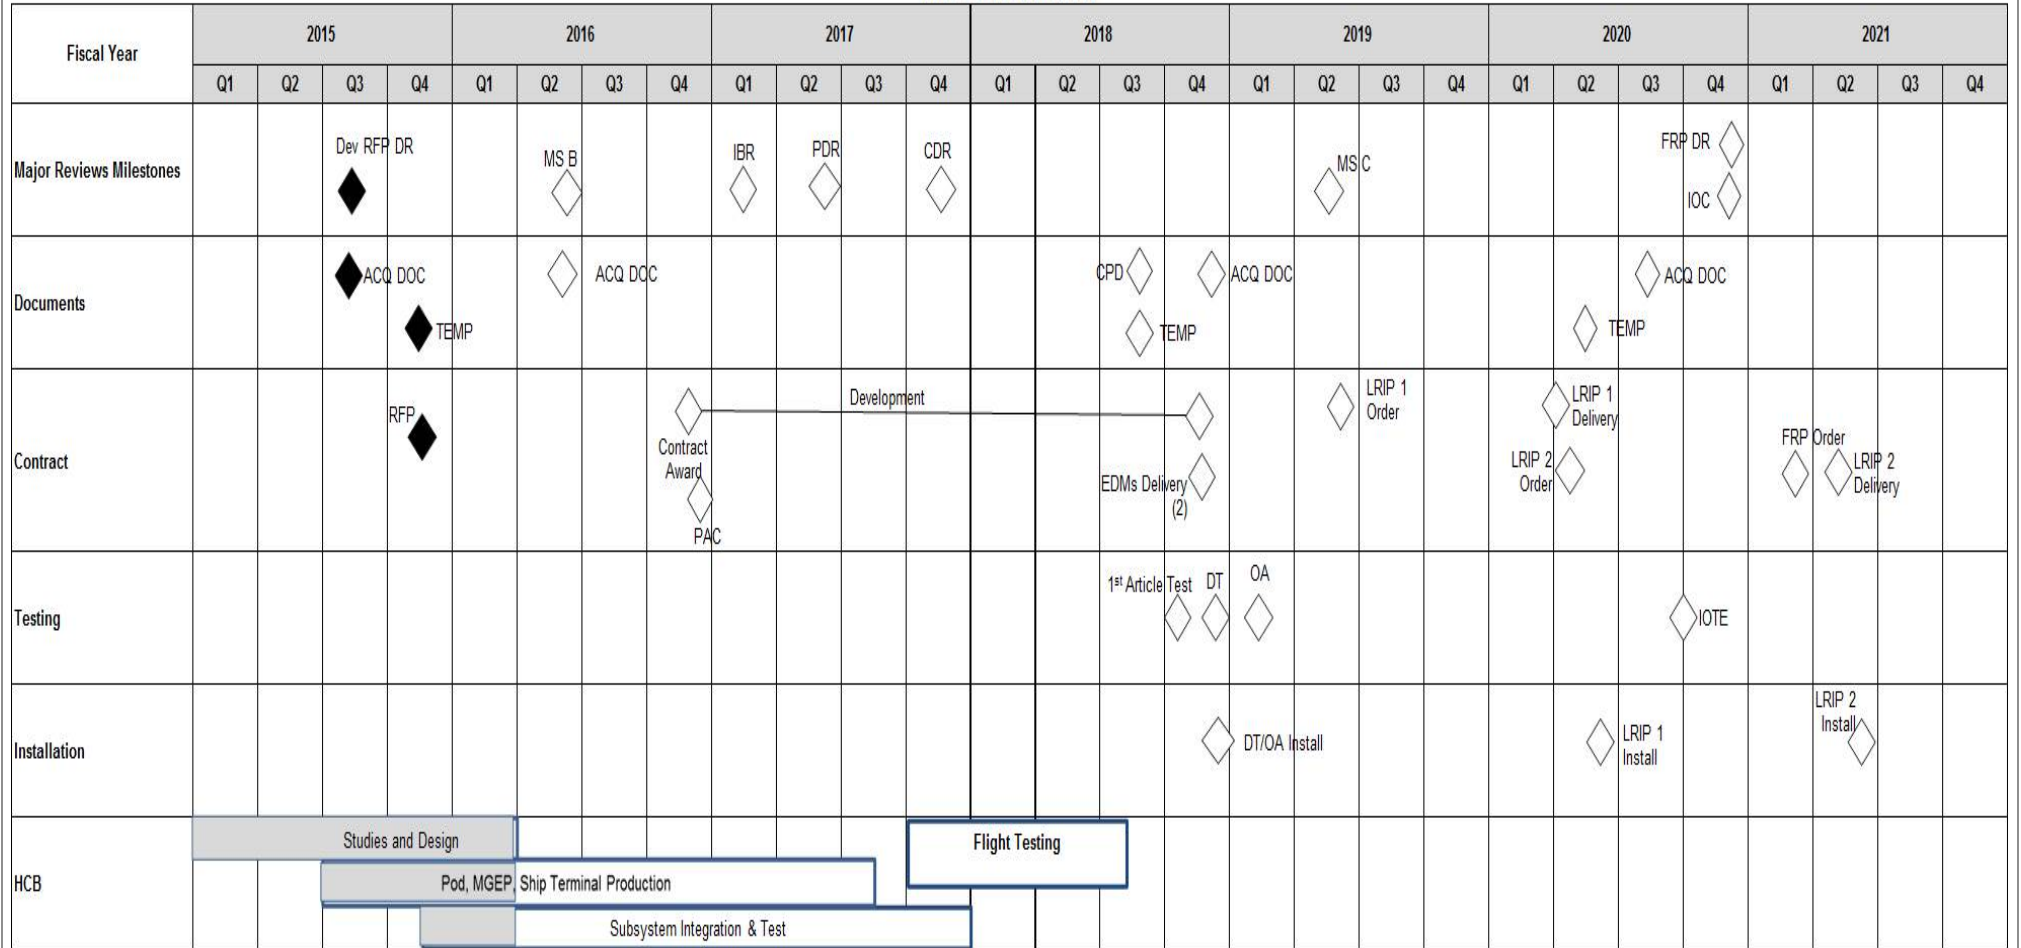 Fiscal Year
2015 2016 2017 2018 2019 2020 2021
Q1 Q2 Q3 Q4 Q1 Q2 Q3 Q4 Q1 Q2 Q3 Q4 Q1 Q2 Q3 Q4 Q1 Q2 Q3 Q4 Q1 Q2 Q3 Q4 Q1 Q2 Q3 Q4
Major Reviews Milestones
Dev RFP DR
MS B
IBR
PDR
CDR
MS C
FRP DR
IOC
Documents
ACQ DOC
TEMP
ACQ DOC
CPD
ACQ DOC
TEMP
ACQ DOC
TEMP
Contract
RFP
Contract
Award
PAC
Development
EDMs Delivery
(2)
LRIP 1
Order
LRIP 1
Delivery
LRIP 2
Order
FRP Order
LRIP 2
Delivery
Testing
1st Article Test
DT
OA
IOTE
Installation
DT/OA Install
LRIP 1
Install
LRIP 2
Install
HCB
Studies and Design
Pod, MGEP, Ship Terminal Production
Subsystem Integration & Test
Flight Testing